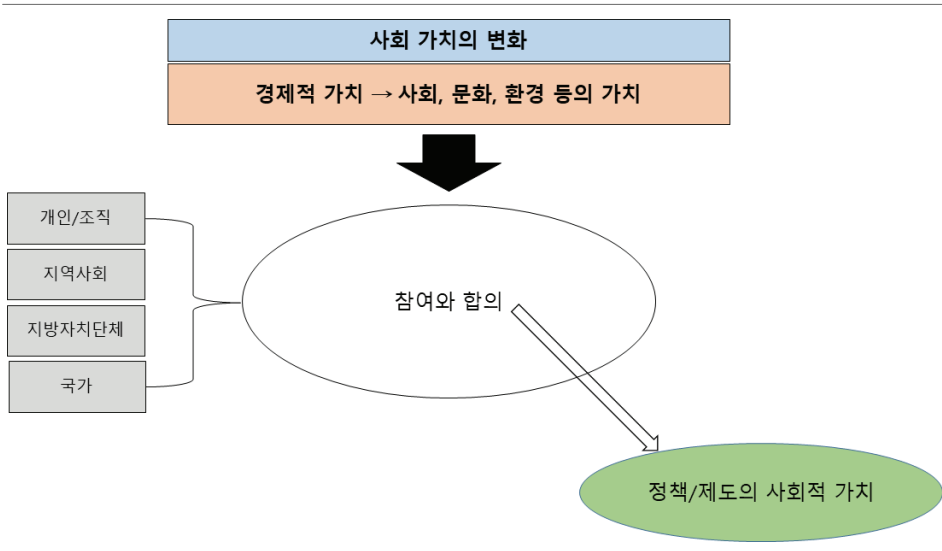 사회 가치의 변화
경제적 가치 → 사회, 문화, 환경 등의 가치
개인/조직
지역사회
지방자치단체
국가
참여와 합의
정책/제도의 사회적 가치